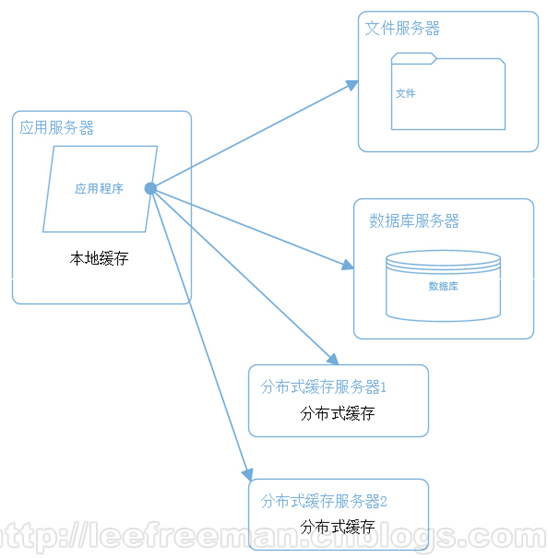 文件服务器
文件
应用服务器
应用程序
本地缓存
数据库服务器
数据库
分布式缓存服务器1
分布式缓存
分布式缓存服务器2
分布式缓存
http://leefreeman.cnblogs.com